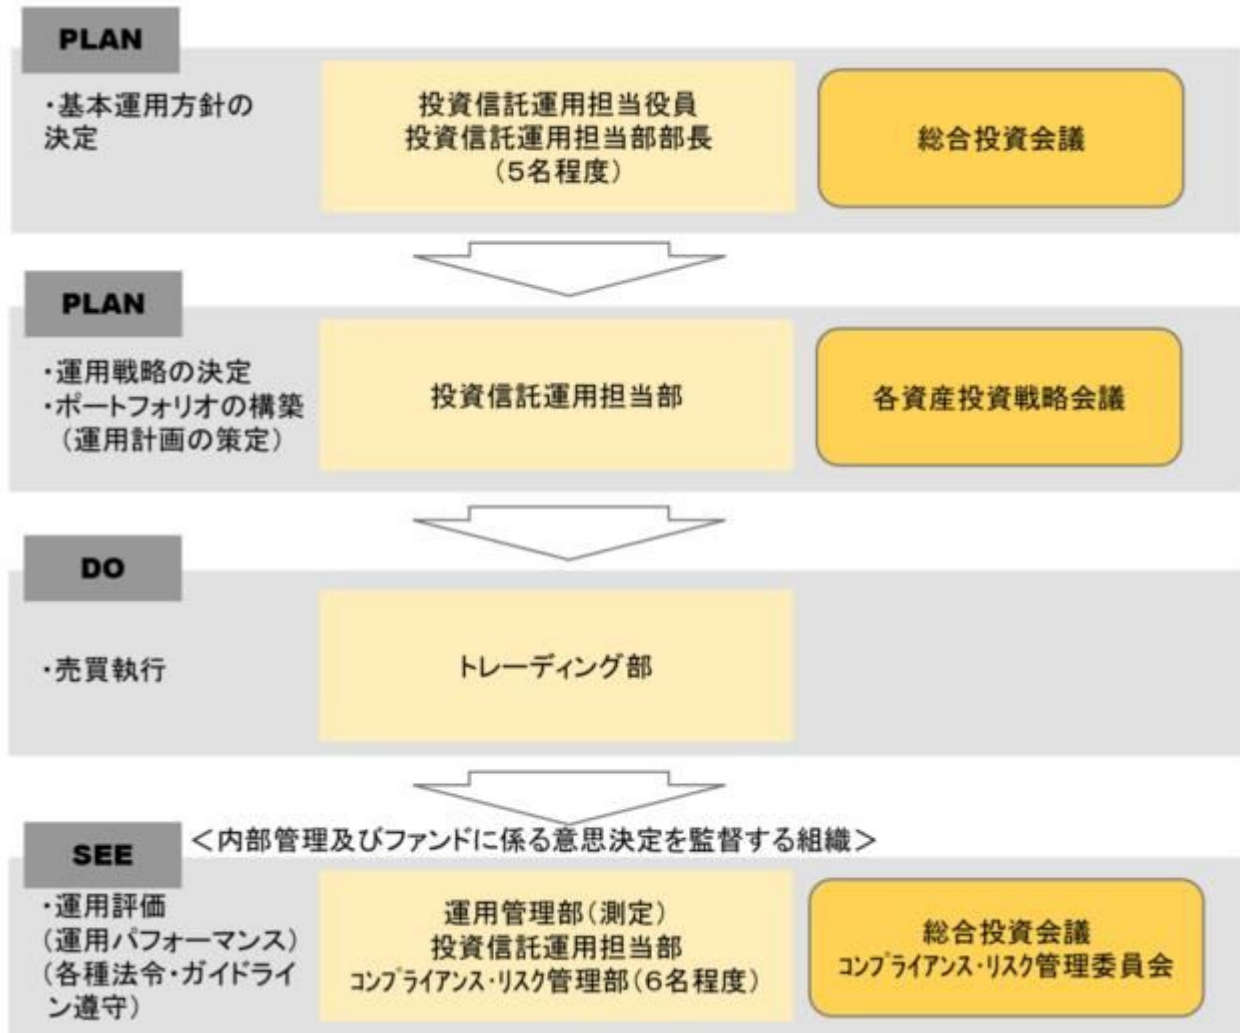 PLAN
・基本運用方針の
決定
投資信託運用担当役員
投資信託運用担当部部長
(5名程度)
総合投資会議
PLAN
・運用戦略の決定
・ポートフォリオの構築
(運用計画の策定)
投資信託運用担当部
各資産投資戦略会議
DO
・売買執行
トレーディング部
＜内部管理及びファンドに係る意思決定を監督する組織＞
SEE
・運用評価
(運用パフォーマンス)
(各種法令・ガイドライ
ン遵守)
運用管理部(測定)
投資信託運用担当部
コンプライアンス・リスク管理部(6名程度)
総合投資会議
コンプライアンス・リスク管理委員会